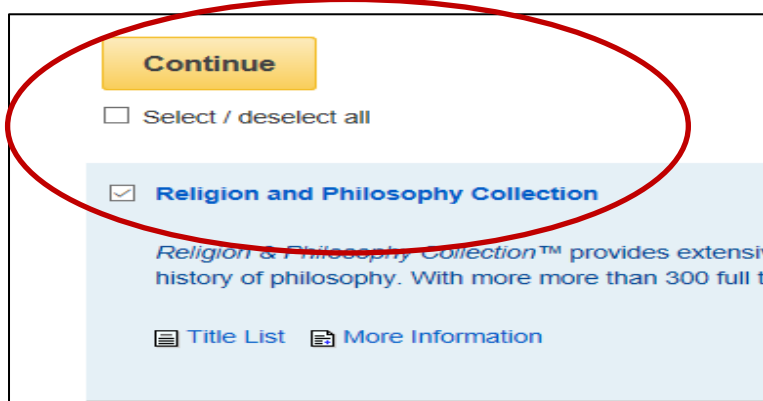 Continue
Select / deselect all
Religion and Philosophy Collection
Religion & Philosophy Collection™ provides extensiv
history of philosophy. With more more than 300 full t
Title List More Information